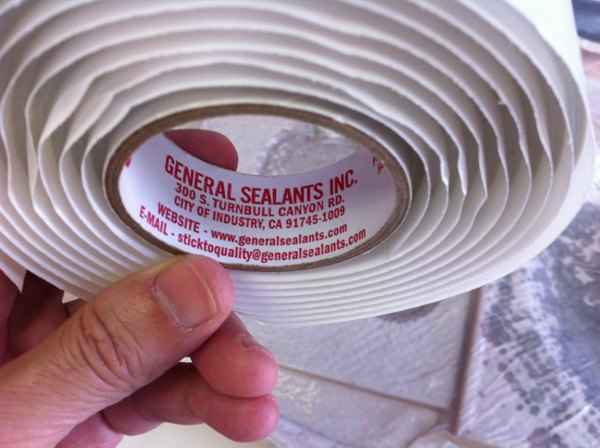 GENERAL SEALANTS INC.
300 S. TURNBULL CANYON RD.
CITY OF INDUSTRY, CA 91745-1009
WEBSITE - www.generalsealants.com
E-MAIL - sticktoquality@generalsealants.com